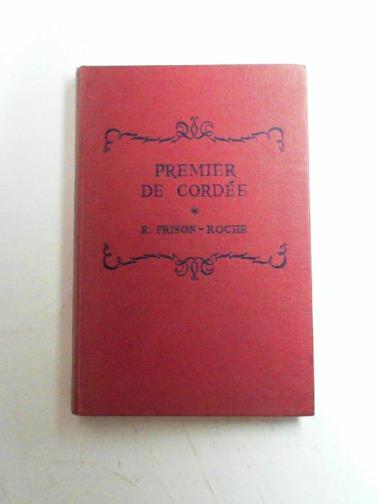 PREMIER
DE CORDÉE
*
R. FRISON-ROCHE